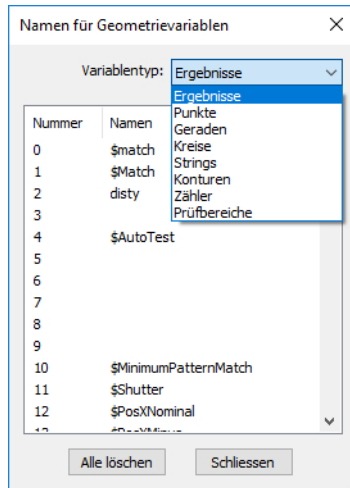 Namen für Geometrievariablen
Variablentyp: Ergebnisse
Ergebnisse
Punkte
Geraden
Kreise
Strings
Konturen
Zähler
Prüfbereiche
Nummer Namen
0 $match
1 $Match
2 disty
3
4 $AutoTest
5
6
7
8
9
10 $MinimumPatternMatch
11 $Shutter
12 $PosXNominal
13 $PosXMinus
Alle löschen Schliessen